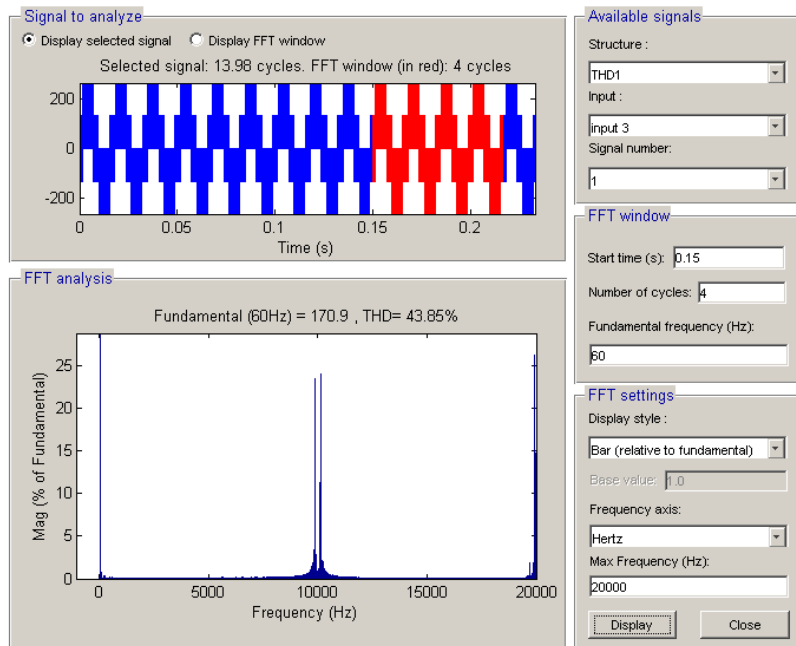 Signal to analyze
Display selected signal
Display FFT window
Selected signal: 13.98 cycles. FFT window (in red): 4 cycles
200
0
-200
0
0.05
0.1
0.15
0.2
Time (s)
FFT analysis
Fundamental (60Hz) = 170.9 , THD= 43.85%
Mag (% of Fundamental)
25
20
15
10
5
0
0
5000
10000
15000
20000
Frequency (Hz)
Available signals
Structure :
THD1
Input :
input 3
Signal number:
1
FFT window
Start time (s): 0.15
Number of cycles: 4
Fundamental frequency (Hz):
60
FFT settings
Display style :
Bar (relative to fundamental)
Base value: 1.0
Frequency axis:
Hertz
Max Frequency (Hz):
20000
Display
Close